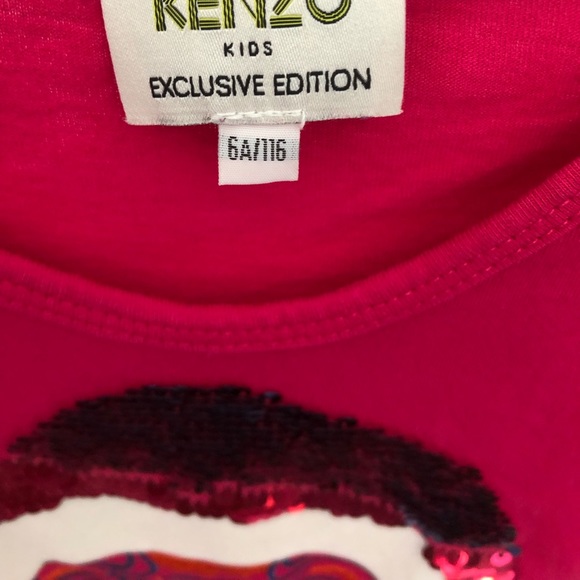 KENZO
KIDS
EXCLUSIVE EDITION
6A/116